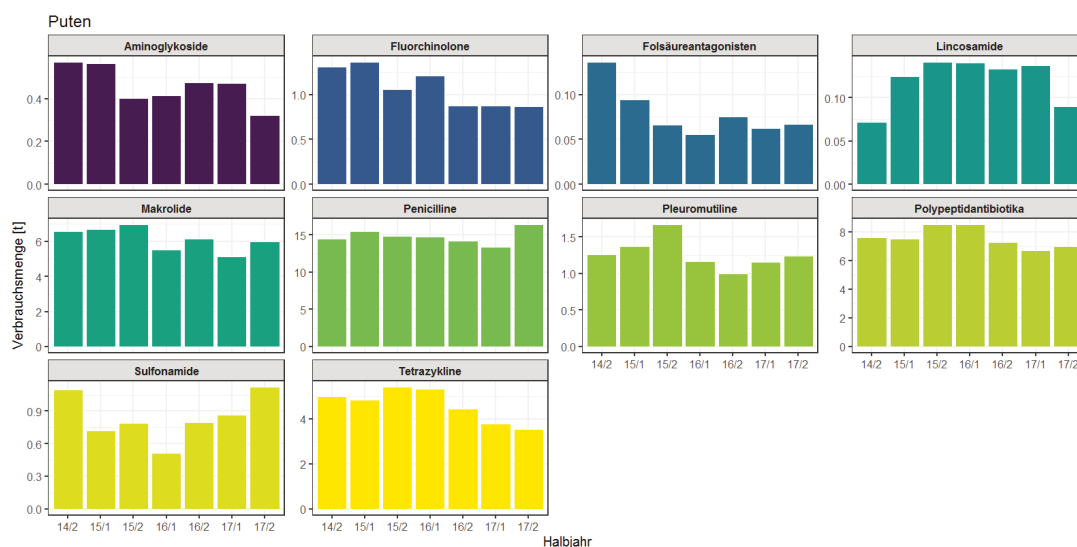 Puten
Aminoglykoside
Fluorchinolone
Folsäureantagonisten
Lincosamide
0.4
0.2
0.0
1.0
0.5
0.0
0.10
0.05
0.00
0.10
0.05
0.00
Makrolide
Penicilline
Pleuromutiline
Polypeptidantibiotika
6
4
2
0
15
10
5
0
1.5
1.0
0.5
0.0
8
6
4
2
0
14/2 15/1 15/2 16/1 16/2 17/1 17/2
14/2 15/1 15/2 16/1 16/2 17/1 17/2
Sulfonamide
Tetrazykline
0.9
0.6
0.3
0.0
4
2
0
14/2 15/1 15/2 16/1 16/2 17/1 17/2
14/2 15/1 15/2 16/1 16/2 17/1 17/2
Verbrauchsmenge [t]
Halbjahr